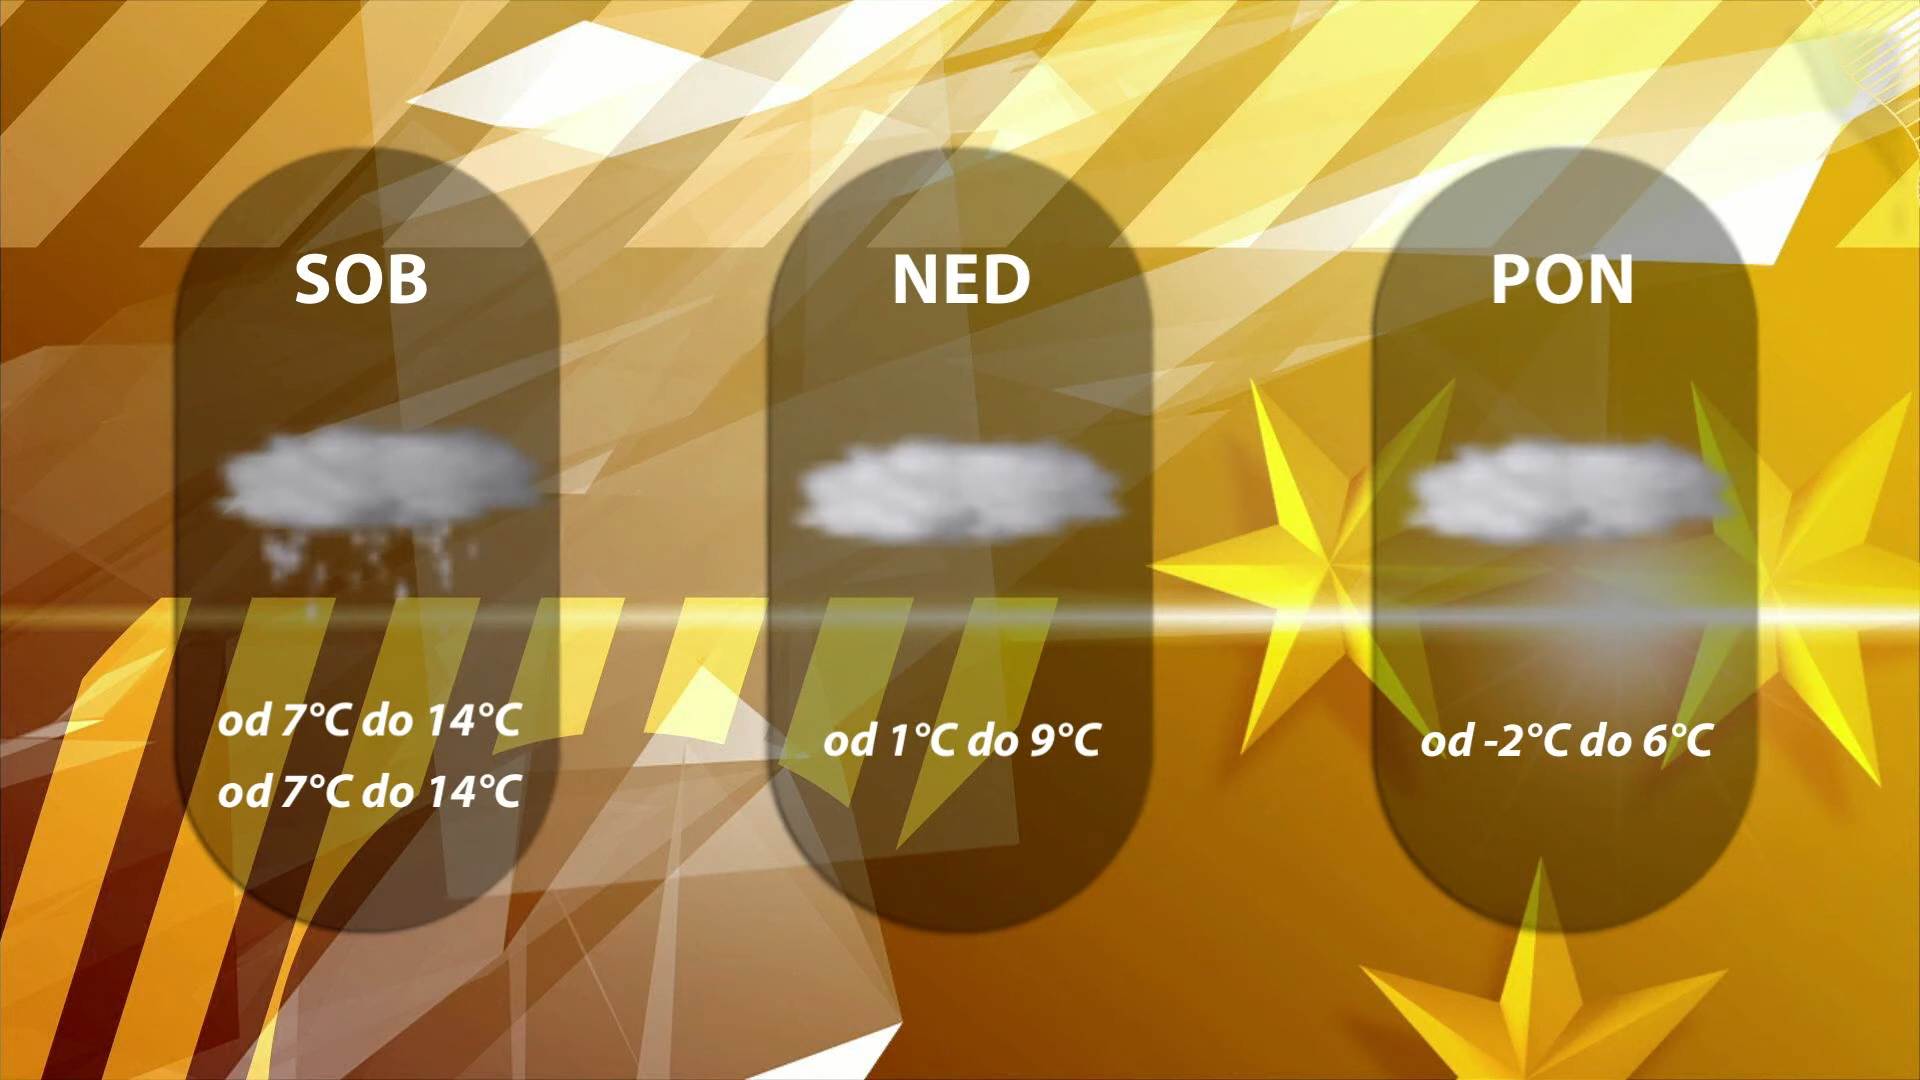 SOB
od 7°C do 14°C
od 7°C do 14°C
NED
od 1°C do 9°C
PON
od -2°C do 6°C